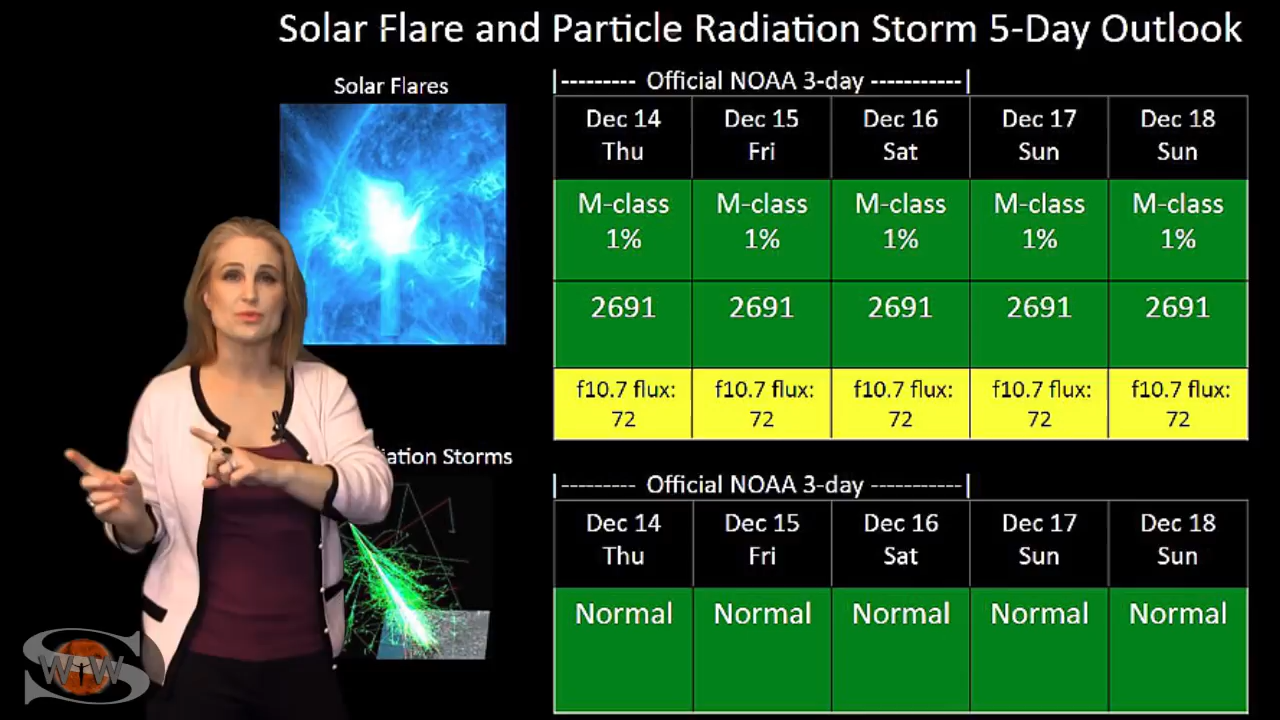 Solar Flare and Particle Radiation Storm 5-Day Outlook
Solar Flares
|--------- Official NOAA 3-day -----------|
Dec 14 Dec 15 Dec 16 Dec 17 Dec 18
Thu Fri Sat Sun Sun
M-class M-class M-class M-class M-class
1% 1% 1% 1% 1%
2691 2691 2691 2691 2691
f10.7 flux: f10.7 flux: f10.7 flux: f10.7 flux: f10.7 flux:
72 72 72 72 72
iation Storms
|--------- Official NOAA 3-day -----------|
Dec 14 Dec 15 Dec 16 Dec 17 Dec 18
Thu Fri Sat Sun Sun
Normal Normal Normal Normal Normal
S
WTW